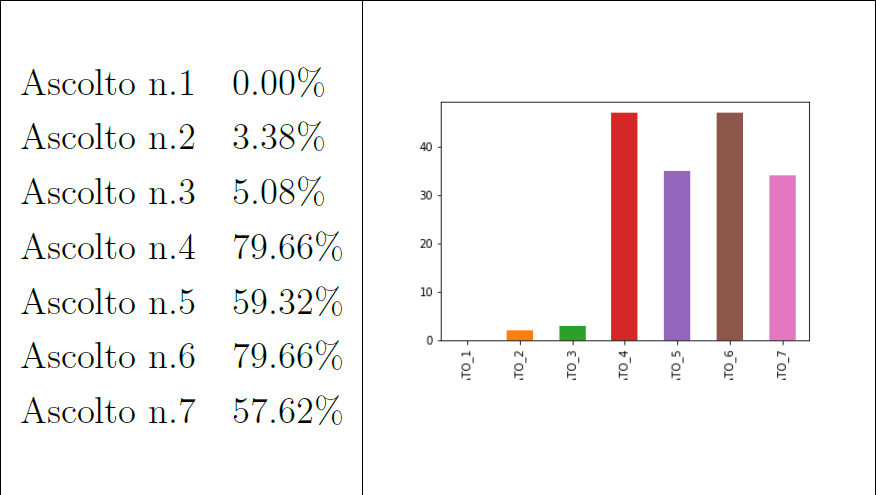 Ascolto n.1 0.00%
Ascolto n.2 3.38%
Ascolto n.3 5.08%
Ascolto n.4 79.66%
Ascolto n.5 59.32%
Ascolto n.6 79.66%
Ascolto n.7 57.62%
40
30
20
10
0
.TO_1
.TO_2
.TO_3
.TO_4
.TO_5
.TO_6
.TO_7